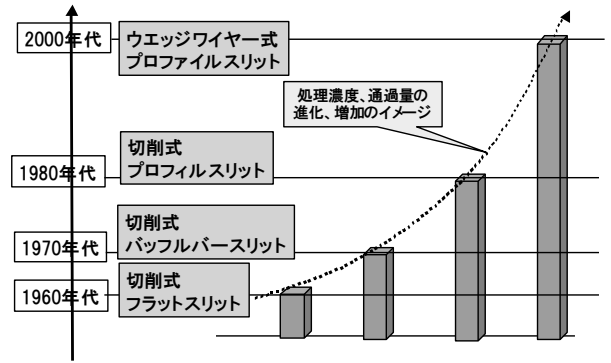 2000年代
ウエッジワイヤー式
プロファイルスリット
処理濃度、通過量の
進化、増加のイメージ
1980年代
切削式
プロフィルスリット
1970年代
切削式
バッフルバースリット
1960年代
切削式
フラットスリット